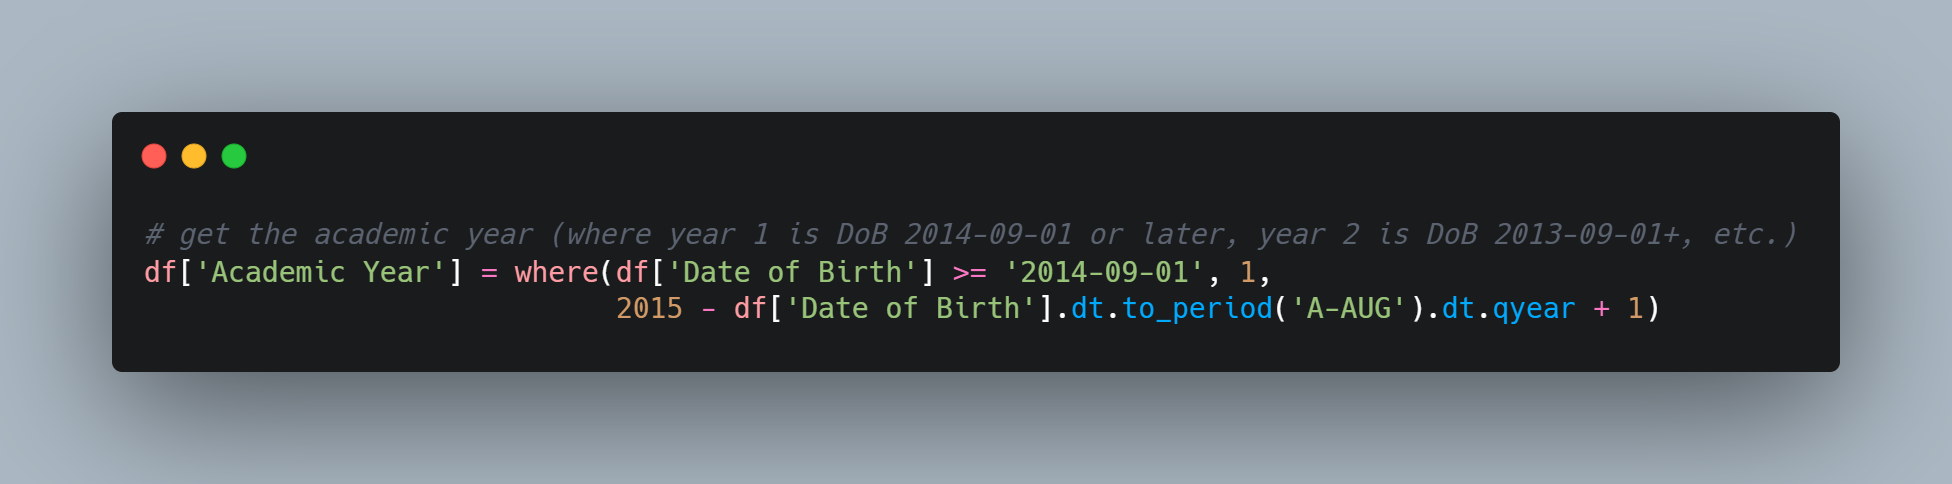 # get the academic year (where year 1 is DoB 2014-09-01 or later, year 2 is DoB 2013-09-01+, etc.)
df['Academic Year'] = where(df['Date of Birth'] >= '2014-09-01', 1,
                            2015 - df['Date of Birth'].dt.to_period('A-AUG').dt.qyear + 1)